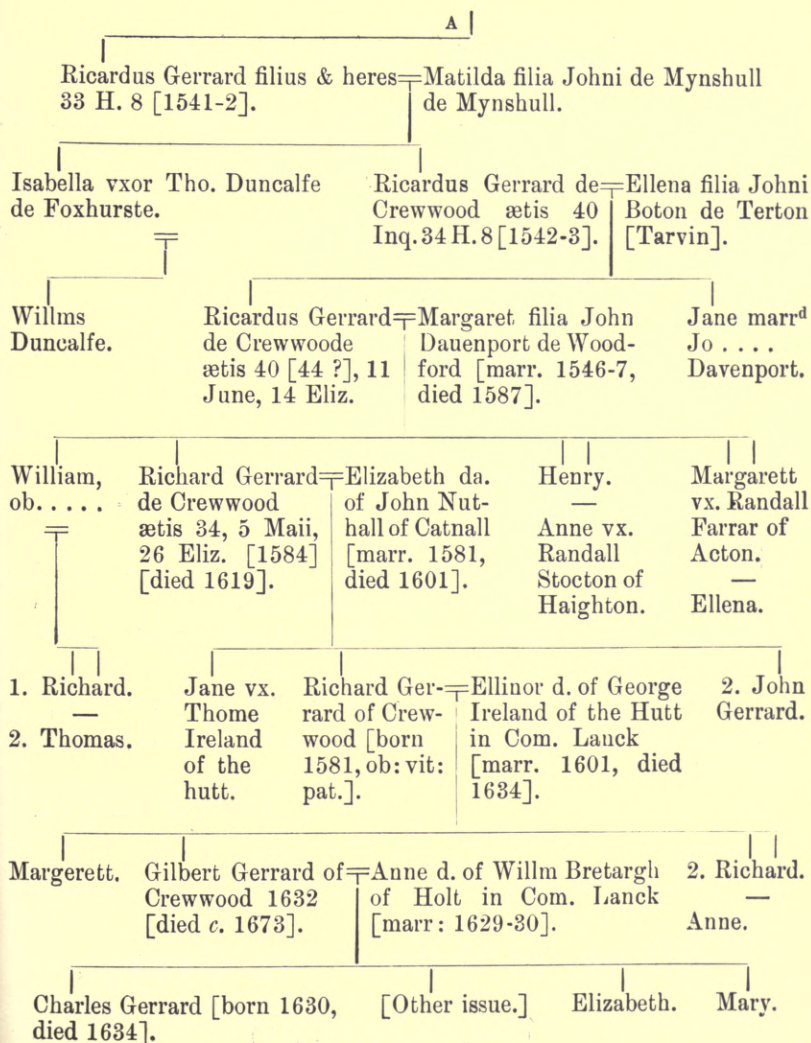 A
Ricardus Gerrard filius & heres
33 H. 8 [1541-2].
Matilda filia Johni de Mynshull
de Mynshull.
Isabella vxor Tho. Duncalfe
de Foxhurste.
Ricardus Gerrard de
Crewwood ætis 40
Inq. 34 H. 8 [1542-3].
Ellena filia Johni
Boton de Terton
[Tarvin].
Willms
Duncalfe.
Ricardus Gerrard
de Crewwoode
ætis 40 [44 ?], 11
June, 14 Eliz.
Margaret filia John
Dauenport de Wood-
ford [marr. 1546-7,
died 1587].
Jane marrd
Jo . . . .
Davenport.
William,
ob. . . . .
Richard Gerrard
de Crewwood
ætis 34, 5 Maii,
26 Eliz. [1584]
[died 1619].
Elizabeth da.
of John Nut-
hall of Catnall
[marr. 1581,
died 1601].
Henry.
—
Anne vx.
Randall
Stocton of
Haighton.
Margarett
vx. Randall
Farrar of
Acton.
—
Ellena.
1. Richard.
—
2. Thomas.
Jane vx.
Thome
Ireland
of the
hutt.
Richard Ger-
rard of Crew-
wood [born
1581, ob: vit:
pat.].
Ellinor d. of George
Ireland of the Hutt
in Com. Lanck
[marr. 1601, died
1634].
2. John
Gerrard.
Margerett.
Gilbert Gerrard of
Crewwood 1632
[died c. 1673].
Anne d. of Willm Bretargh
of Holt in Com. Lanck
[marr: 1629-30].
2. Richard.
—
Anne.
Charles Gerrard [born 1630,
died 1634].
[Other issue.]
Elizabeth.
Mary.